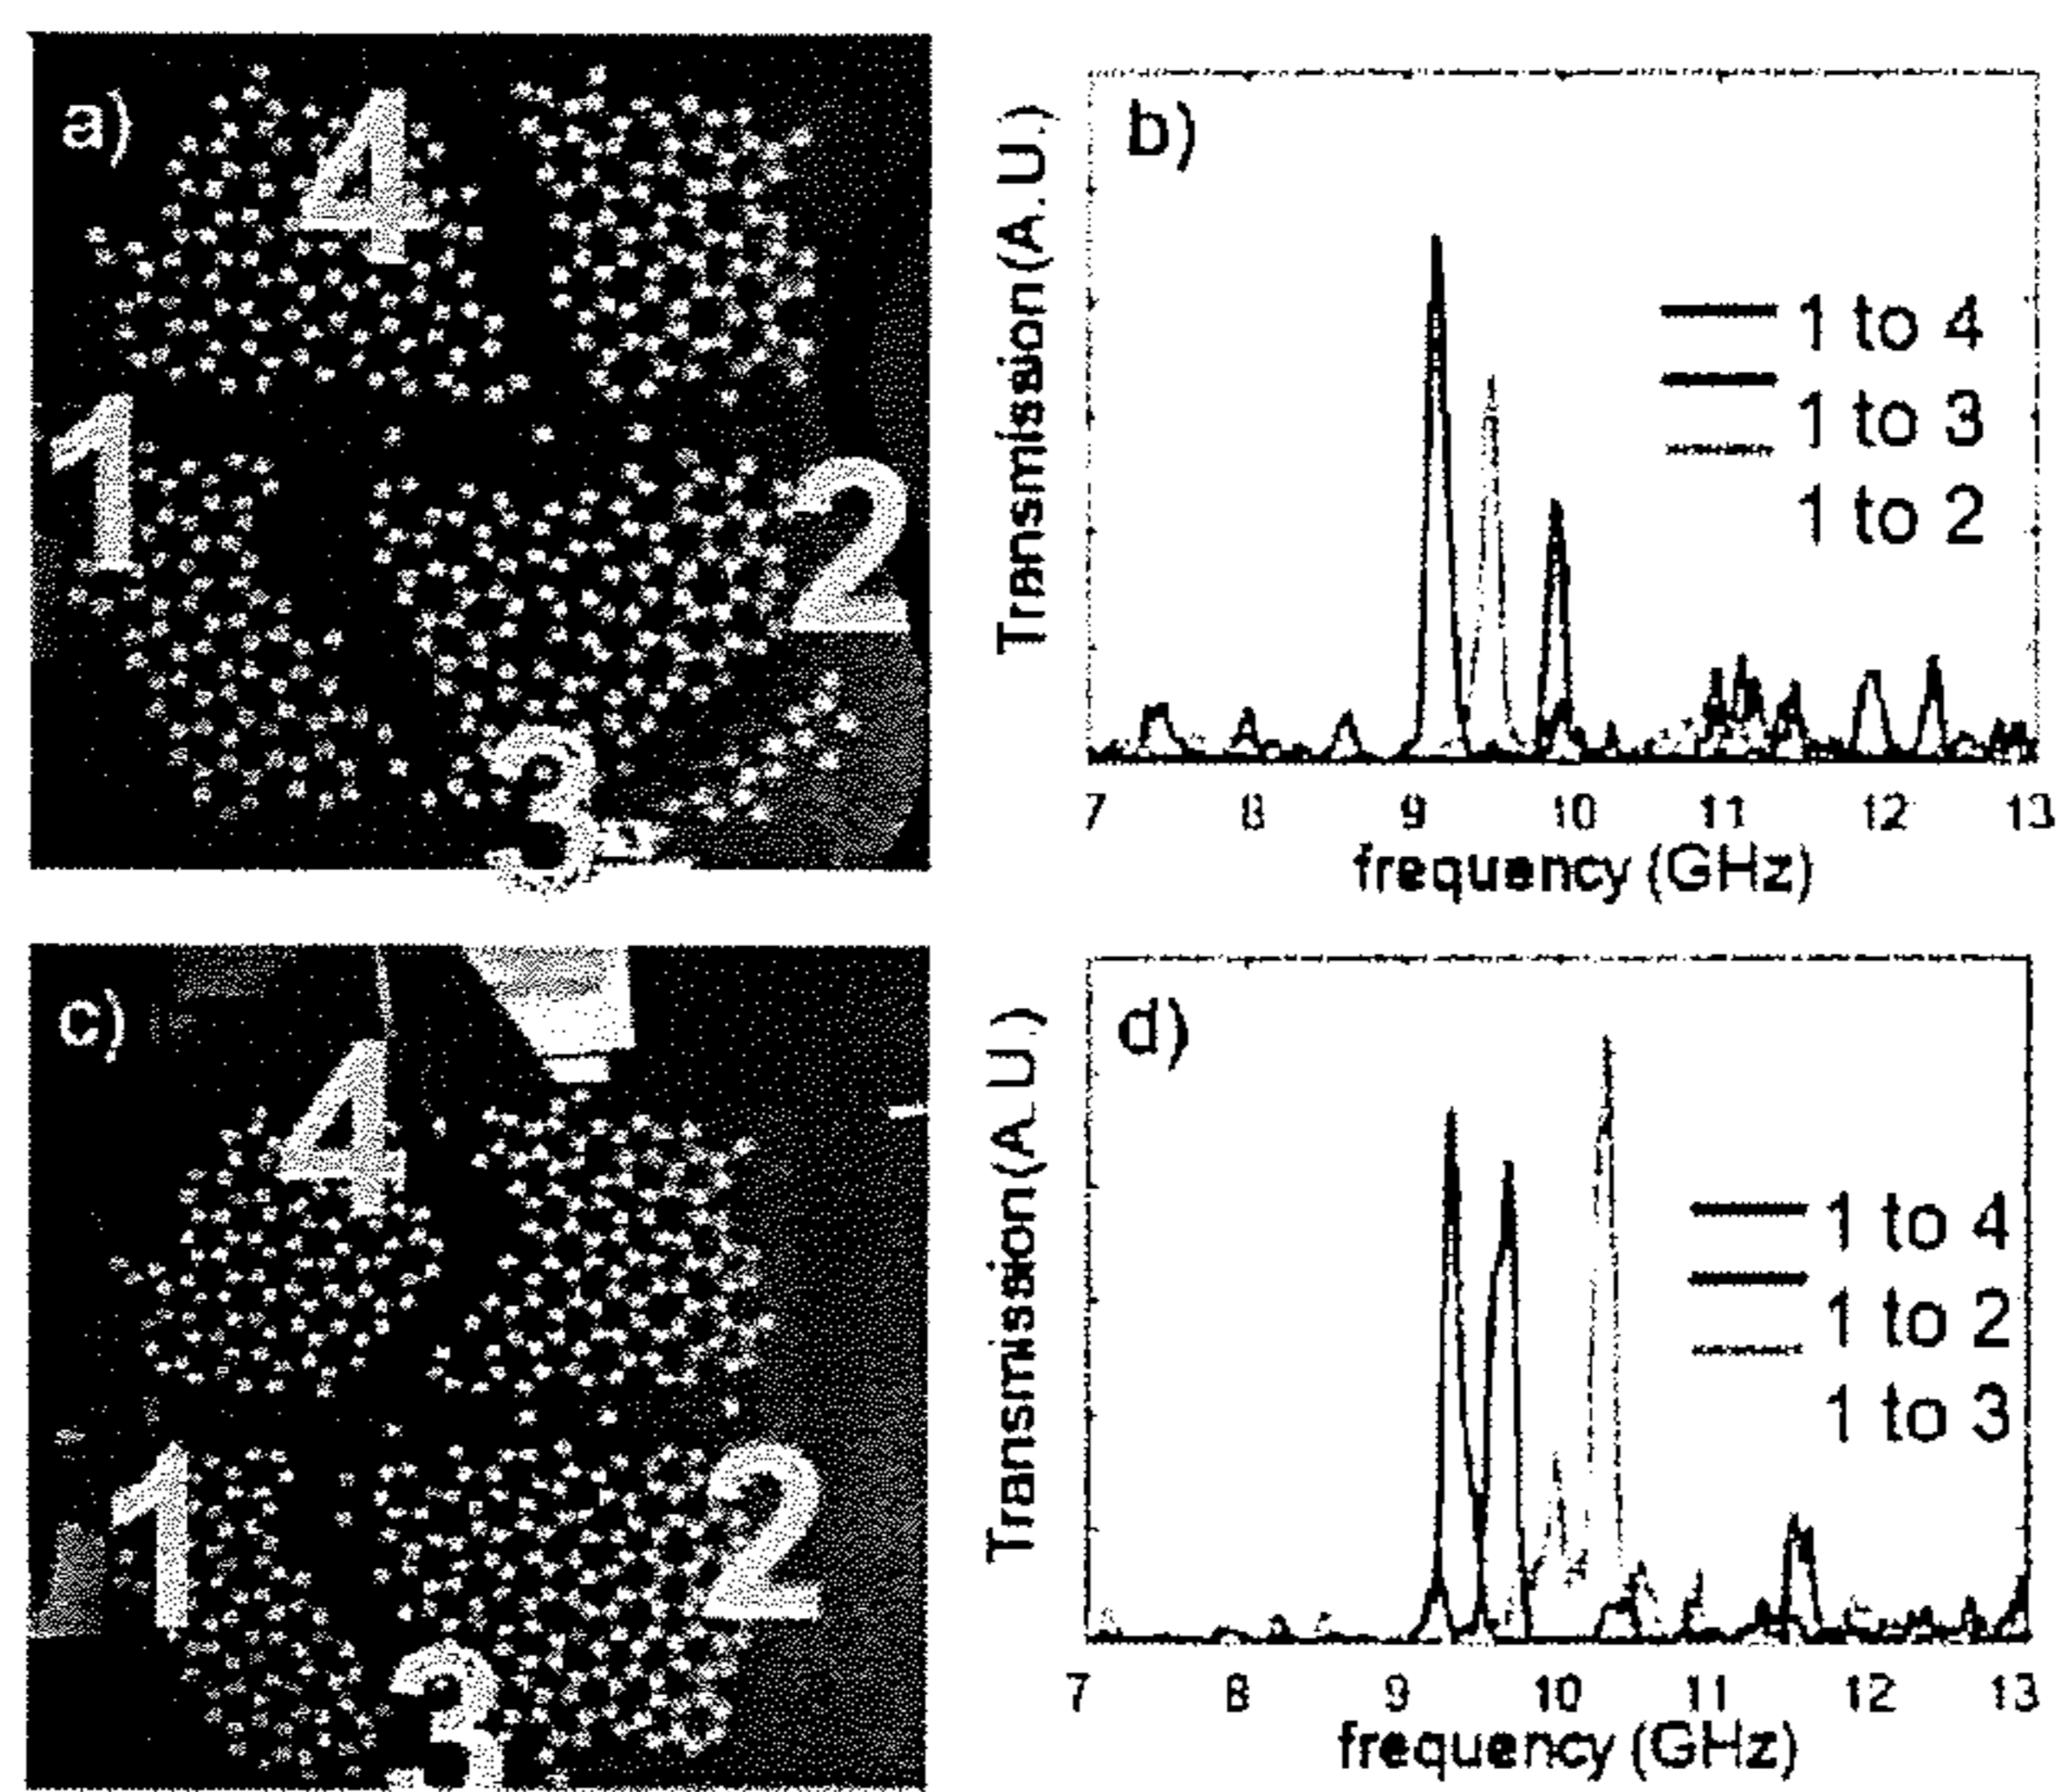 a)
4
1
2
3
b)
Transmission (A.U.)
1 to 4
1 to 3
1 to 2
7 8 9 10 11 12 13
frequency (GHz)
c)
4
1
2
3
d)
Transmission (A.U.)
1 to 4
1 to 2
1 to 3
7 8 9 10 11 12 13
frequency (GHz)